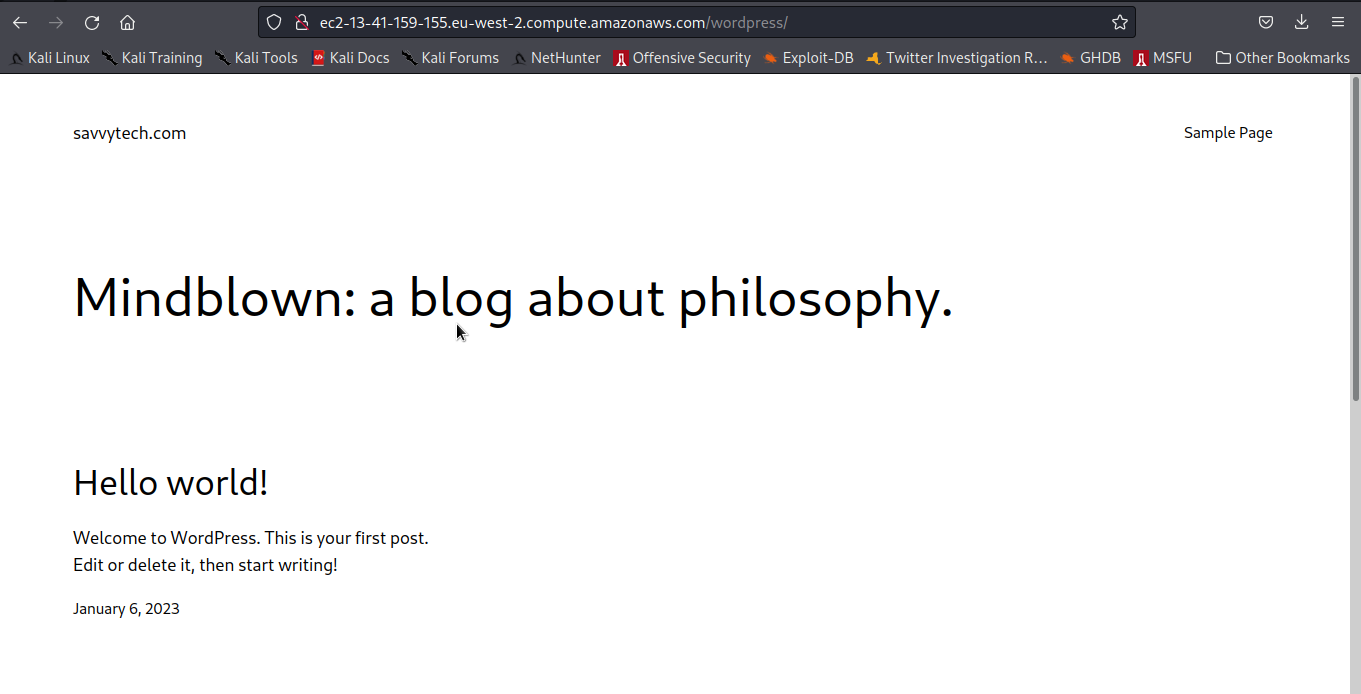 ec2-13-41-159-155.eu-west-2.compute.amazonaws.com/wordpress/
Kali Linux Kali Training Kali Tools Kali Docs Kali Forums NetHunter Offensive Security Exploit-DB Twitter Investigation R... GHDB MSFU Other Bookmarks
savvytech.com Sample Page
Mindblown: a blog about philosophy.
Hello world!
Welcome to WordPress. This is your first post.
Edit or delete it, then start writing!
January 6, 2023